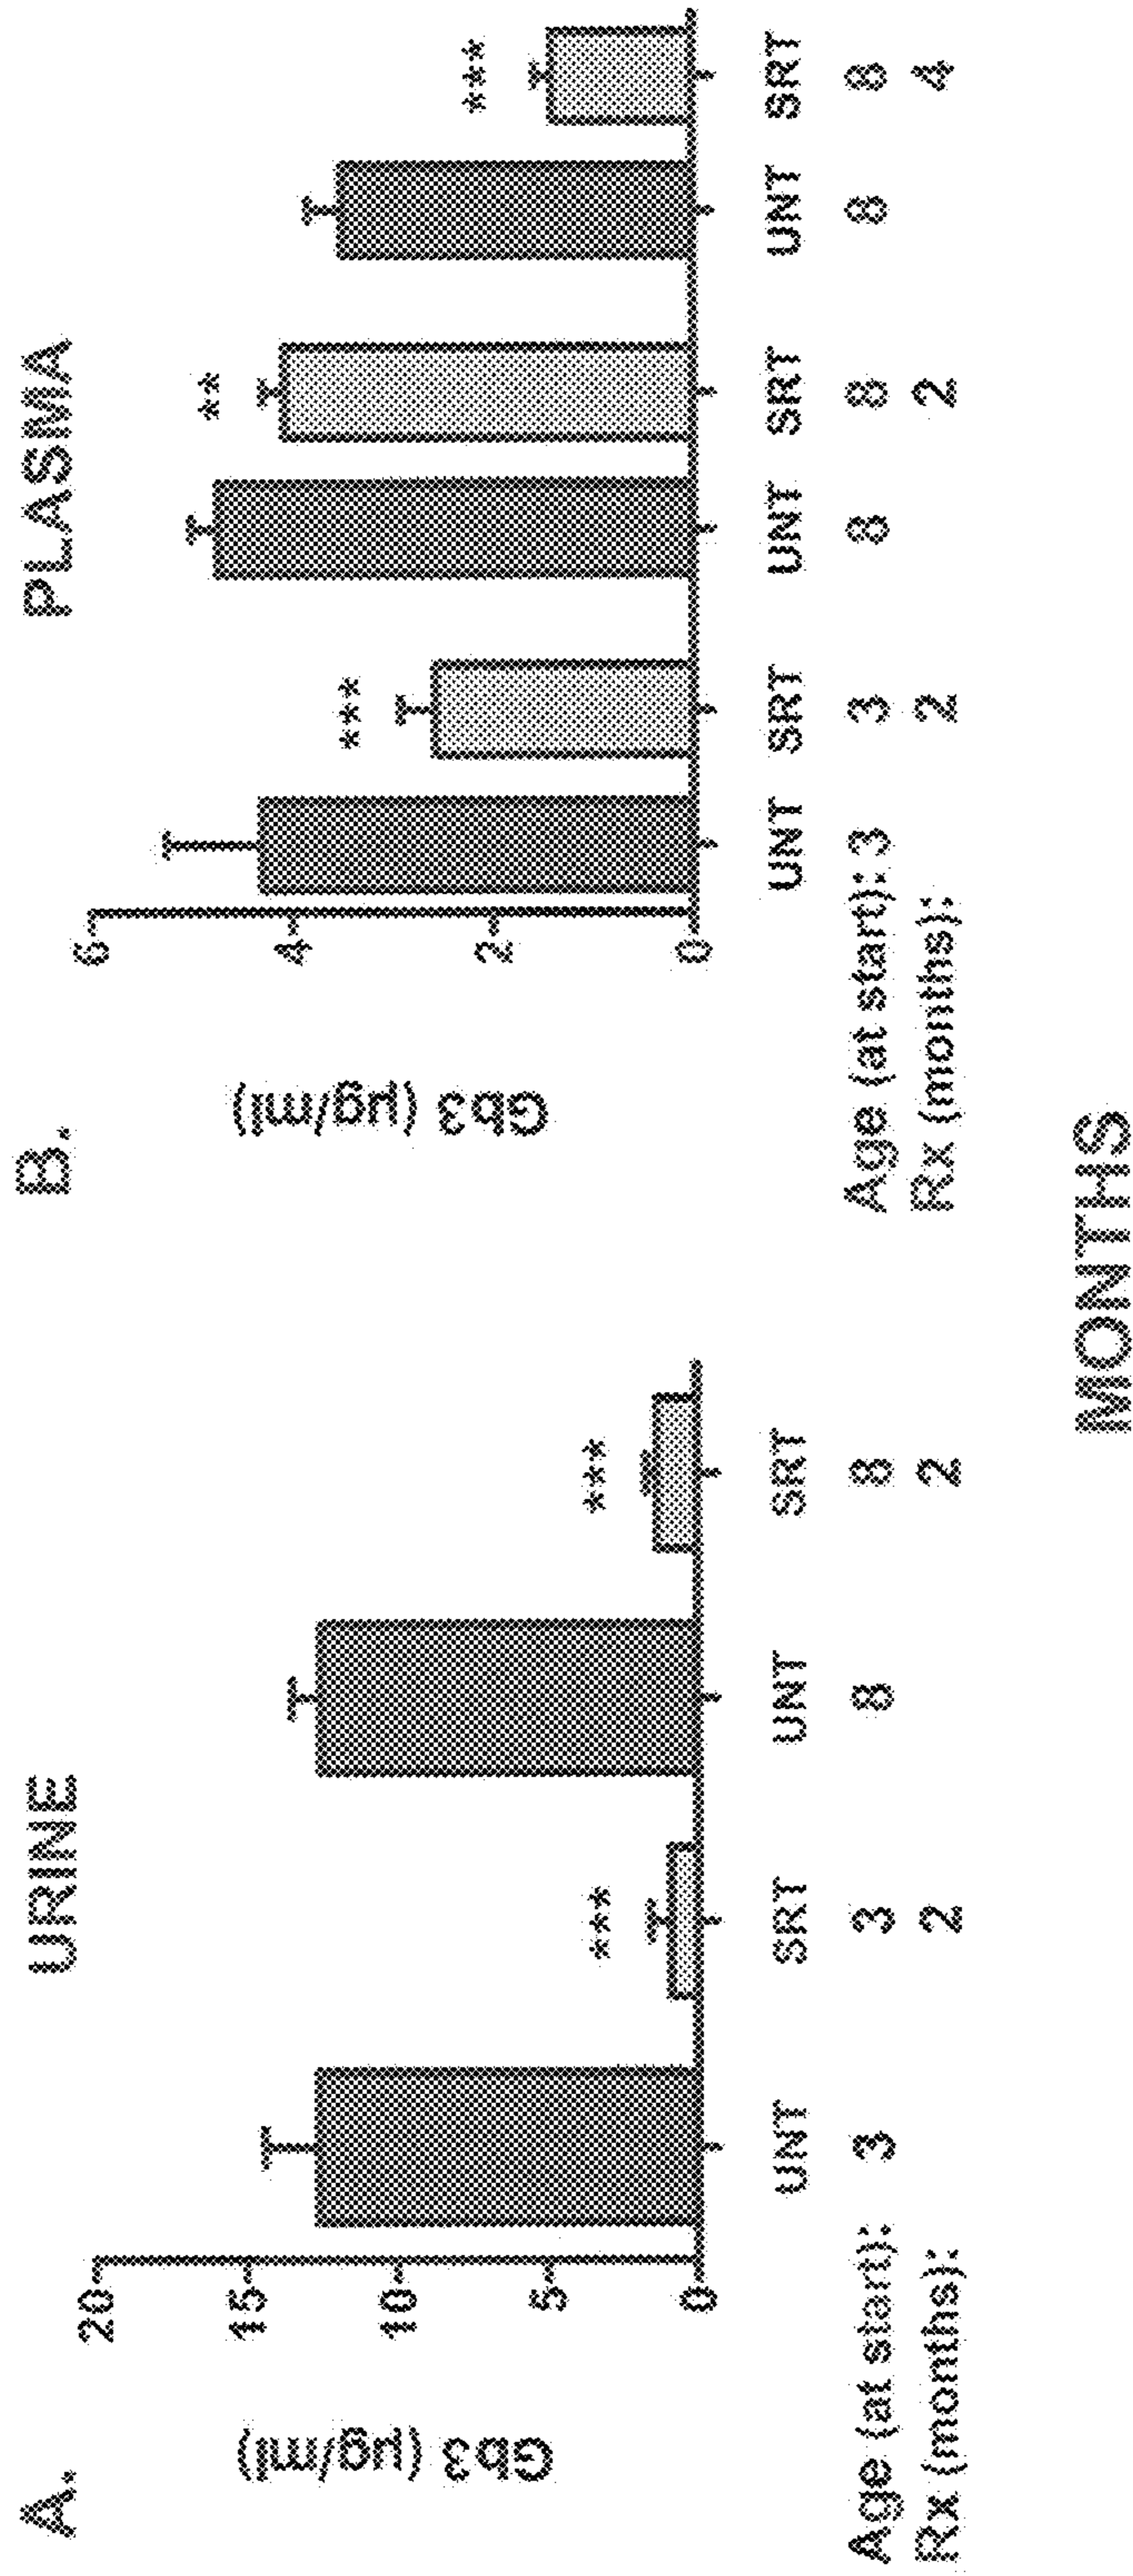 A.
URINE
Gb3 (µg/ml)
20
15
10
5
0
UNT SRT UNT SRT
*** ***
Age (at start): 3 3 8 8
Rx (months): 2 2
B.
PLASMA
Gb3 (µg/ml)
6
4
2
0
*** ** ***
UNT SRT UNT SRT UNT SRT
Age (at start): 3 3 8 8 8 8
Rx (months): 2 2 4
MONTHS